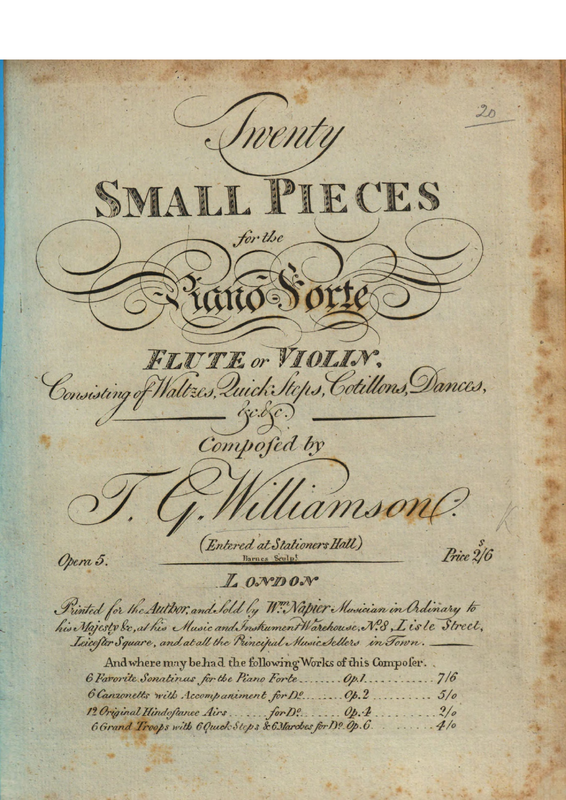 20
Twenty
SMALL PIECES
for the
Piano-Forte
FLUTE or VIOLIN,
Consisting of Waltzes, Quick Steps, Cotillons, Dances,
&c. &c.
Compoſed by
T. G. Williamson.
(Entered at Stationers Hall)
Opera 5. Barnes Sculpt. Price 2s/6
LONDON
Printed for the Author, and Sold by Wm. Napier Musician in Ordinary to
his Majesty &c, at his Music and Instrument Warehouse, No. 8, Lisle Street,
Leicester Square, and at all the Principal Music Sellers in Town.
And where may be had the following Works of this Composer.
6 Favorite Sonatinas for the Piano Forte ....... Op. 1 .......... 7/6
6 Canzonetts with Accompaniment for Do. ....... Op. 2 .......... 5/0
12 Original Hindostanee Airs ....... for Do. ....... Op. 4 .......... 2/0
6 Grand Troops with 6 Quick Steps & 6 Marches for Do. Op. 6 .......... 4/0